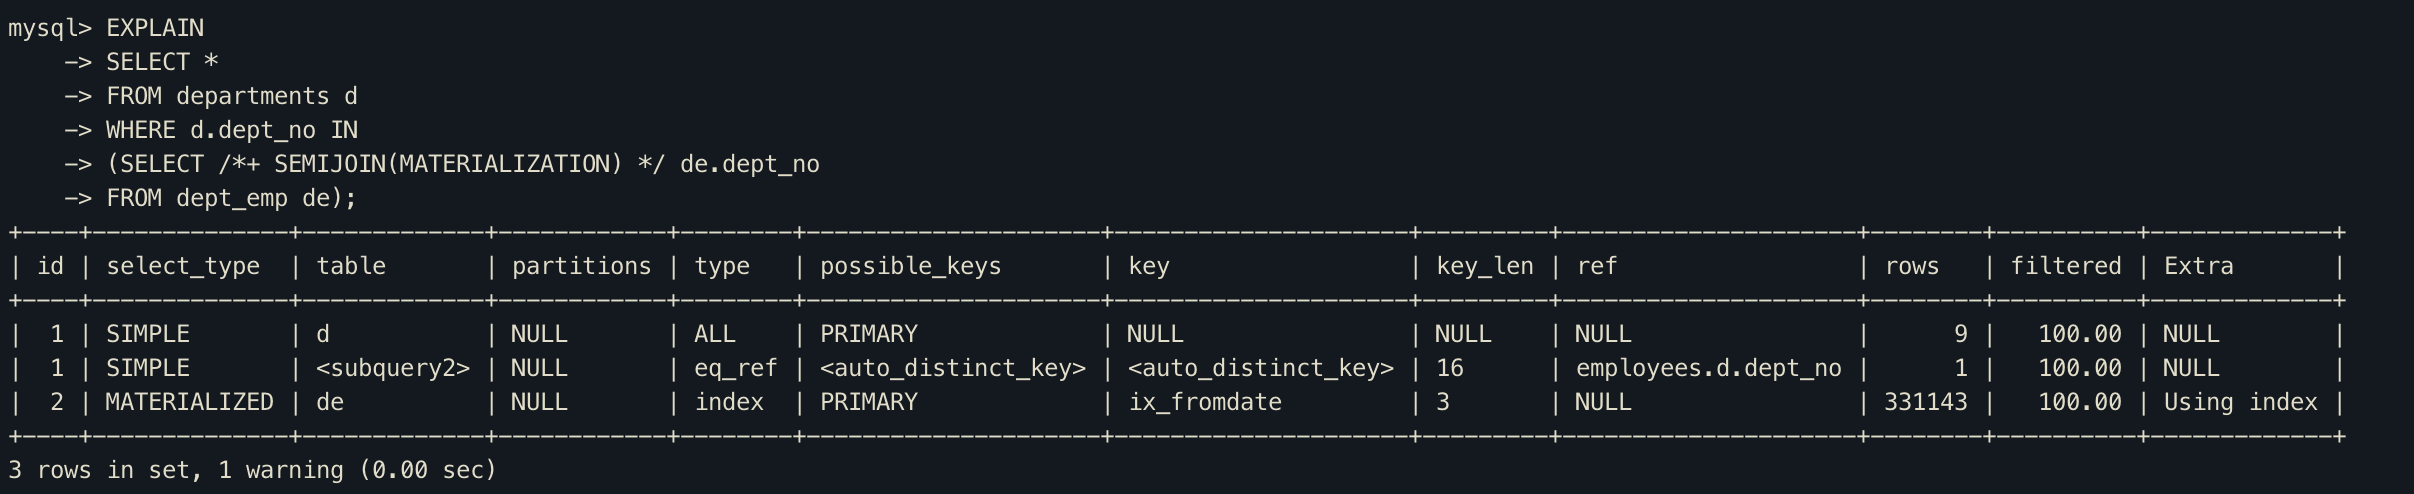 mysql> EXPLAIN
    -> SELECT *
    -> FROM departments d
    -> WHERE d.dept_no IN
    -> (SELECT /*+ SEMIJOIN(MATERIALIZATION) */ de.dept_no
    -> FROM dept_emp de);
+----+--------------+-------------+------------+--------+---------------------+---------------------+---------+---------------------+--------+----------+-------------+
| id | select_type  | table       | partitions | type   | possible_keys       | key                 | key_len | ref                 | rows   | filtered | Extra       |
+----+--------------+-------------+------------+--------+---------------------+---------------------+---------+---------------------+--------+----------+-------------+
|  1 | SIMPLE       | d           | NULL       | ALL    | PRIMARY             | NULL                | NULL    | NULL                |      9 |   100.00 | NULL        |
|  1 | SIMPLE       | <subquery2> | NULL       | eq_ref | <auto_distinct_key> | <auto_distinct_key> | 16      | employees.d.dept_no |      1 |   100.00 | NULL        |
|  2 | MATERIALIZED | de          | NULL       | index  | PRIMARY             | ix_fromdate         | 3       | NULL                | 331143 |   100.00 | Using index |
+----+--------------+-------------+------------+--------+---------------------+---------------------+---------+---------------------+--------+----------+-------------+
3 rows in set, 1 warning (0.00 sec)